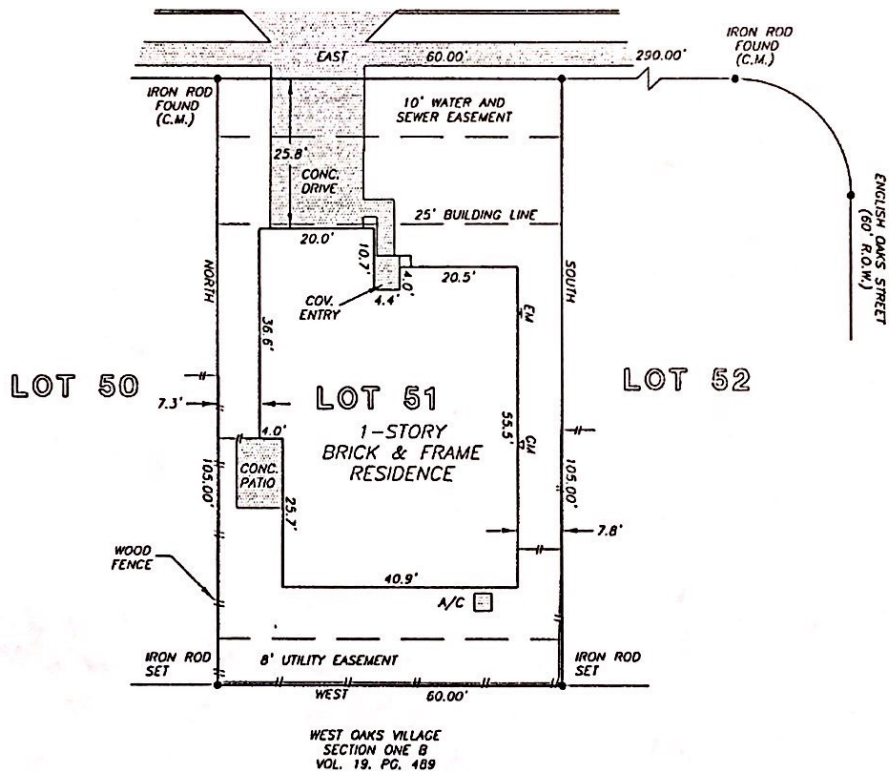 EAST 60.00' 290.00'
IRON ROD
FOUND
(C.M.)
IRON ROD
FOUND
(C.M.)
10' WATER AND
SEWER EASEMENT
25.8'
CONC.
DRIVE
ENGLISH OAKS STREET
(60' R.O.W.)
25' BUILDING LINE
20.0'
10.7'
4.0'
20.5'
4.4'
COV.
ENTRY
NORTH
SOUTH
EM
36.6'
LOT 50
LOT 51
LOT 52
7.3'
1-STORY
BRICK & FRAME
RESIDENCE
4.0'
55.5'
GM
CONC.
PATIO
105.00'
105.00'
25.7'
7.8'
WOOD
FENCE
40.9'
A/C
IRON ROD
SET
8' UTILITY EASEMENT
IRON ROD
SET
WEST 60.00'
WEST OAKS VILLAGE
SECTION ONE B
VOL. 19, PG. 489